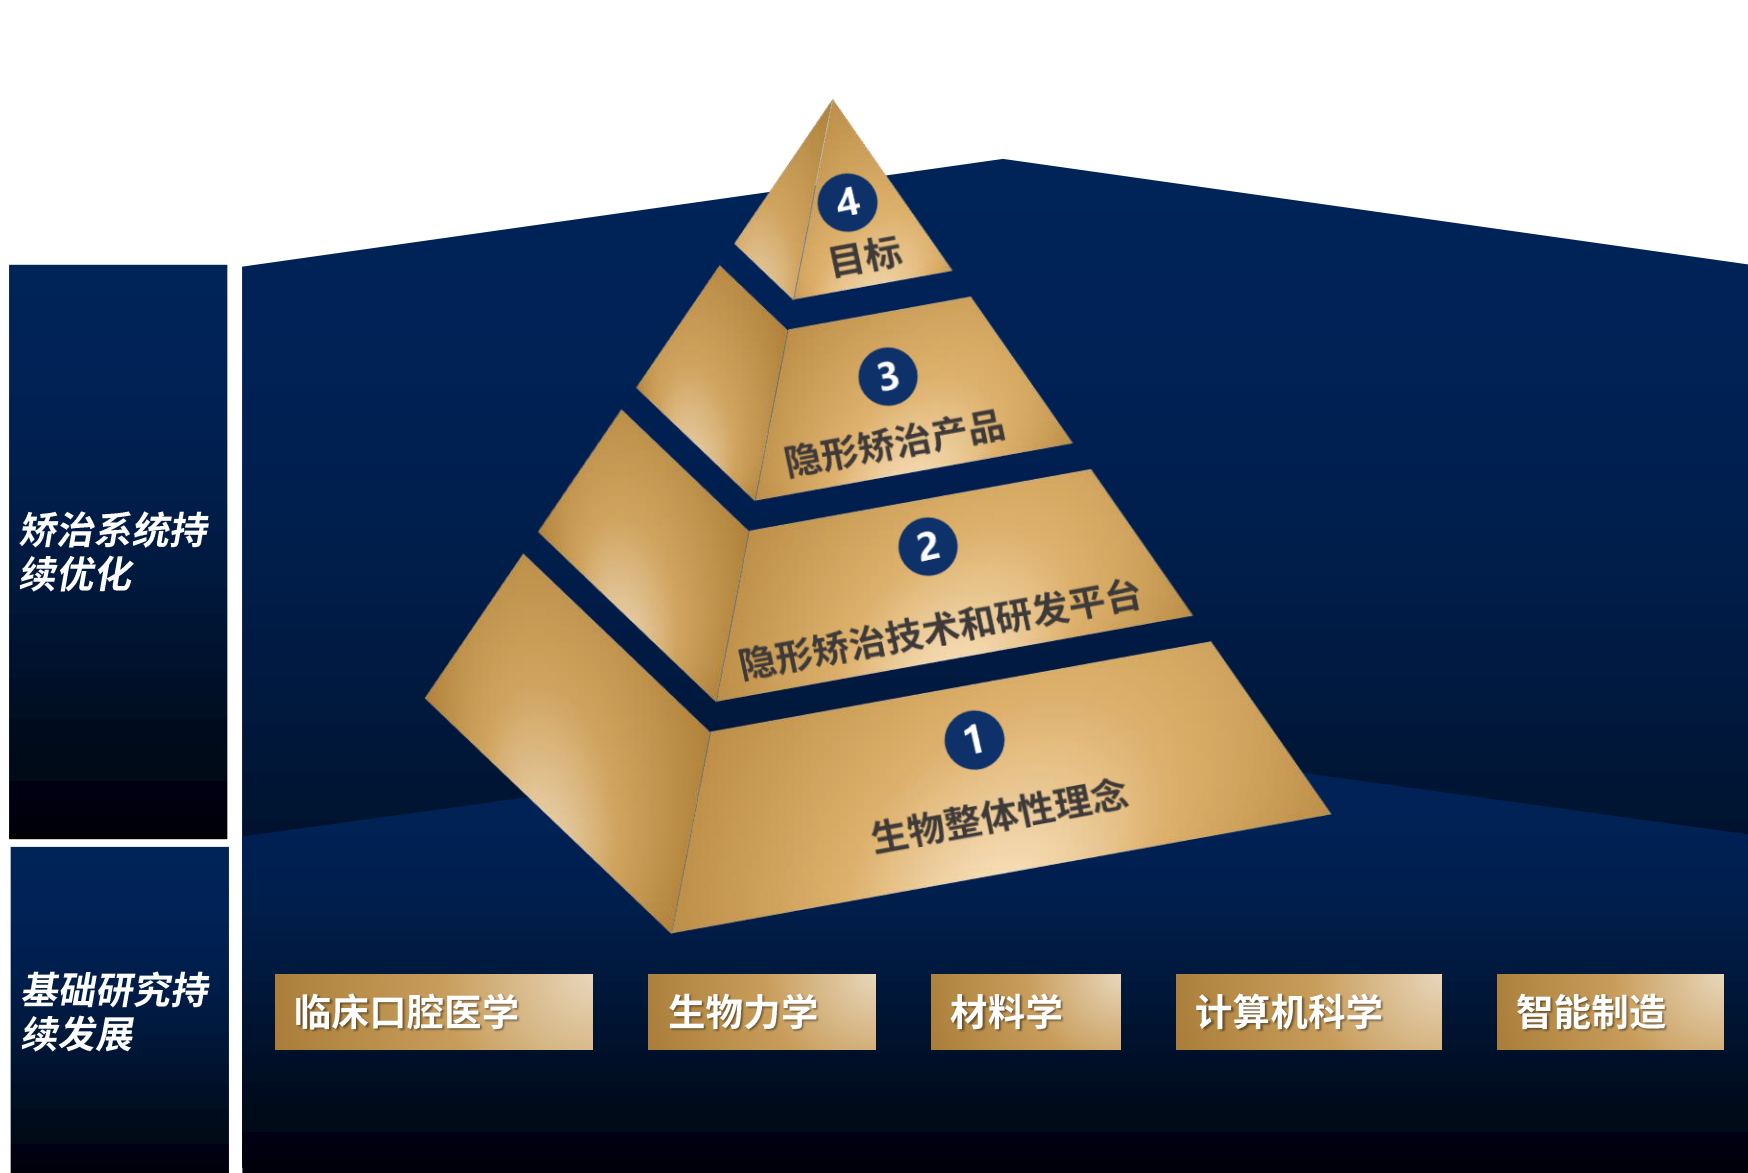 4
目标
3
隐形矫治产品
2
隐形矫治技术和研发平台
1
生物整体性理念
矫治系统持
续优化
基础研究持
续发展
临床口腔医学
生物力学
材料学
计算机科学
智能制造